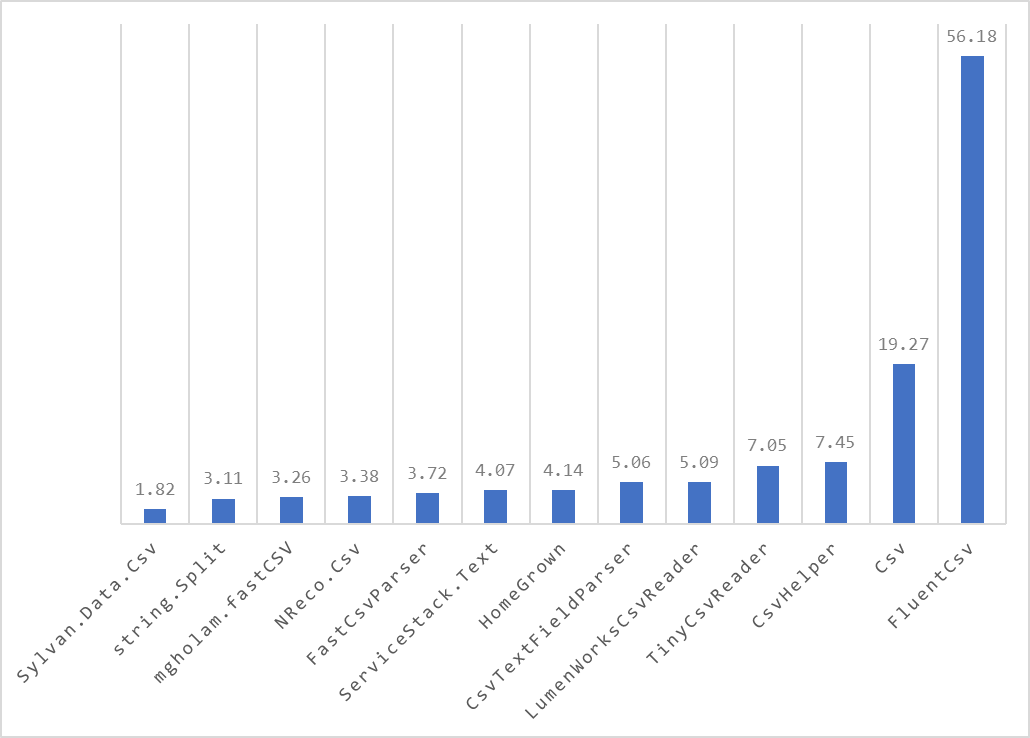 56.18
19.27
7.45
7.05
5.06
5.09
4.07
4.14
3.72
3.38
3.26
3.11
1.82
Sylvan.Data.Csv
string.Split
mgholam.fastCSV
NReco.Csv
FastCsvParser
ServiceStack.Text
HomeGrown
CsvTextFieldParser
LumenWorksCsvReader
TinyCsvReader
CsvHelper
Csv
FluentCsv